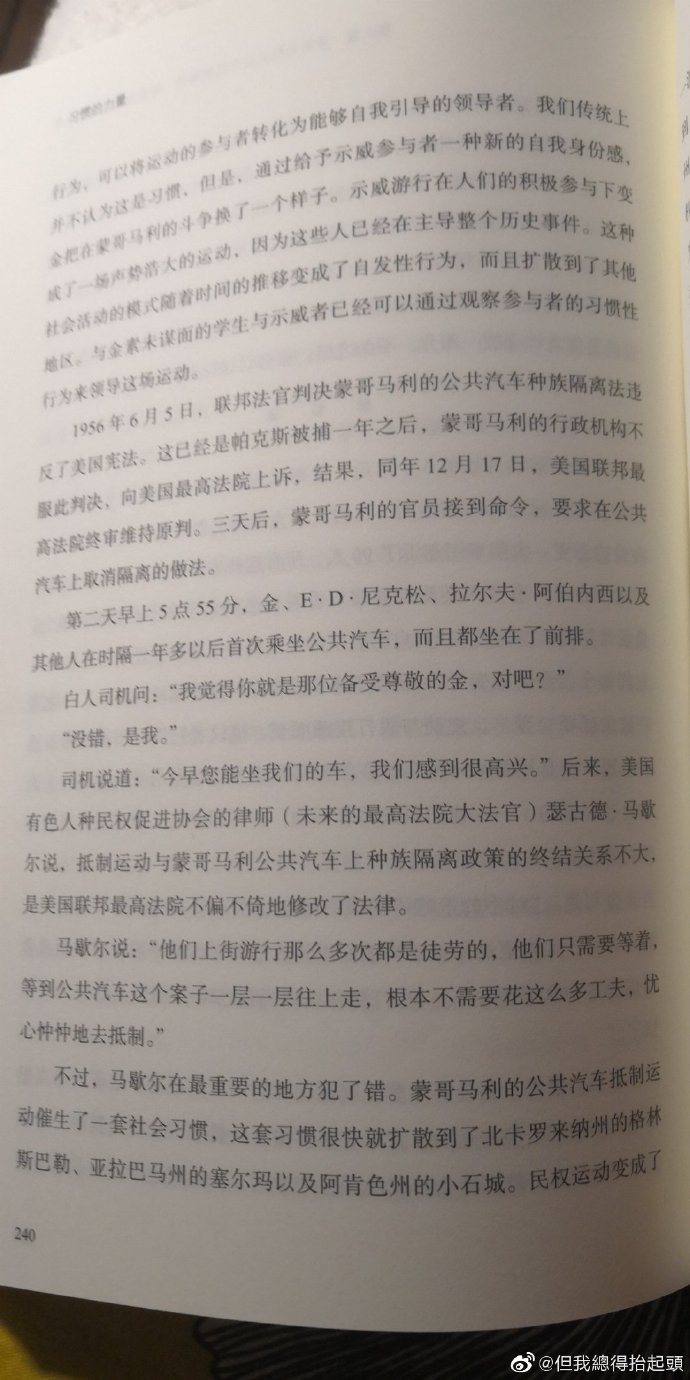 习惯的力量
行为，可以将运动的参与者转化为能够自我引导的领导者。我们传统上
并不认为这是习惯，但是，通过给予示威参与者一种新的自我身份感，
金把在蒙哥马利的斗争换了一个样子。示威游行在人们的积极参与下变
成了一场声势浩大的运动，因为这些人已经在主导整个历史事件。这种
社会活动的模式随着时间的推移变成了自发性行为，而且扩散到了其他
地区。与金素未谋面的学生与示威者已经可以通过观察参与者的习惯性
行为来领导这场运动。
1956年6月5日，联邦法官判决蒙哥马利的公共汽车种族隔离法违
反了美国宪法。这已经是帕克斯被捕一年之后，蒙哥马利的行政机构不
服此判决，向美国最高法院上诉，结果，同年12月17日，美国联邦最
高法院终审维持原判。三天后，蒙哥马利的官员接到命令，要求在公共
汽车上取消隔离的做法。
第二天早上5点55分，金、E·D·尼克松、拉尔夫·阿伯内西以及
其他人在时隔一年多以后首次乘坐公共汽车，而且都坐在了前排。
白人司机问：“我觉得你就是那位备受尊敬的金，对吧？”
“没错，是我。”
司机说道：“今早您能坐我们的车，我们感到很高兴。”后来，美国
有色人种民权促进协会的律师（未来的最高法院大法官）瑟古德·马歇
尔说，抵制运动与蒙哥马利公共汽车上种族隔离政策的终结关系不大，
是美国联邦最高法院不偏不倚地修改了法律。
马歇尔说：“他们上街游行那么多次都是徒劳的，他们只需要等着，
等到公共汽车这个案子一层一层往上走，根本不需要花这么多工夫，忧
心忡忡地去抵制。”
不过，马歇尔在最重要的地方犯了错。蒙哥马利的公共汽车抵制运
动催生了一套社会习惯，这套习惯很快就扩散到了北卡罗来纳州的格林
斯巴勒、亚拉巴马州的塞尔玛以及阿肯色州的小石城。民权运动变成了
240
@但我總得抬起頭